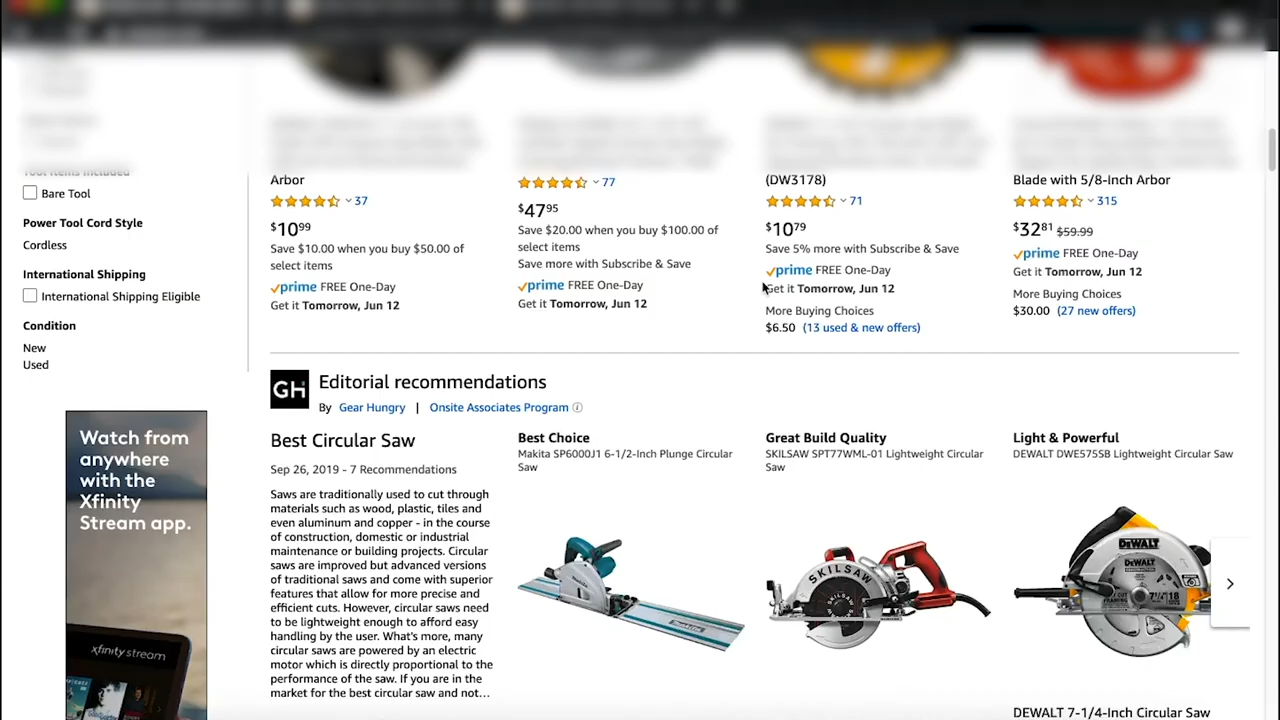 Tool Items Included
Bare Tool
Power Tool Cord Style
Cordless
International Shipping
International Shipping Eligible
Condition
New
Used
Watch from
anywhere
with the
Xfinity
Stream app.
xfinity stream
Arbor
37
$10.99
Save $10.00 when you buy $50.00 of
select items
prime FREE One-Day
Get it Tomorrow, Jun 12
77
$47.95
Save $20.00 when you buy $100.00 of
select items
Save more with Subscribe & Save
prime FREE One-Day
Get it Tomorrow, Jun 12
(DW3178)
71
$10.79
Save 5% more with Subscribe & Save
prime FREE One-Day
Get it Tomorrow, Jun 12
More Buying Choices
$6.50 (13 used & new offers)
Blade with 5/8-Inch Arbor
315
$32.81 $59.99
prime FREE One-Day
Get it Tomorrow, Jun 12
More Buying Choices
$30.00 (27 new offers)
GH
Editorial recommendations
By Gear Hungry | Onsite Associates Program
Best Circular Saw
Sep 26, 2019 - 7 Recommendations
Saws are traditionally used to cut through
materials such as wood, plastic, tiles and
even aluminum and copper - in the course
of construction, domestic or industrial
maintenance or building projects. Circular
saws are improved but advanced versions
of traditional saws and come with superior
features that allow for more precise and
efficient cuts. However, circular saws need
to be lightweight enough to afford easy
handling by the user. What's more, many
circular saws are powered by an electric
motor which is directly proportional to the
performance of the saw. If you are in the
market for the best circular saw and not...
Best Choice
Makita SP6000J1 6-1/2-Inch Plunge Circular
Saw
Great Build Quality
SKILSAW SPT77WML-01 Lightweight Circular
Saw
SKILSAW
Light & Powerful
DEWALT DWE575SB Lightweight Circular Saw
DEWALT
DEWALT
DEWALT 7-1/4-Inch Circular Saw